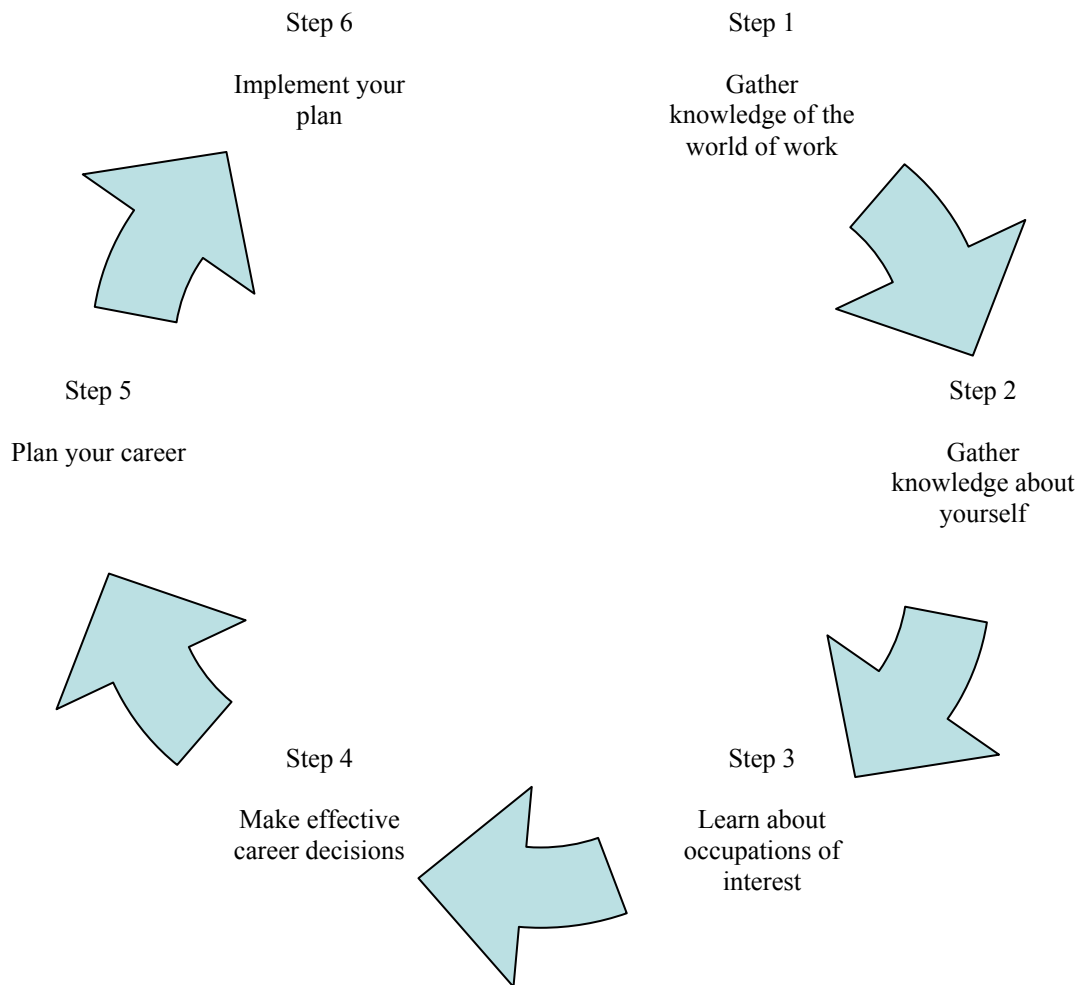 Step 1
Gather
knowledge of the
world of work
Step 2
Gather
knowledge about
yourself
Step 3
Learn about
occupations of
interest
Step 4
Make effective
career decisions
Step 5
Plan your career
Step 6
Implement your
plan